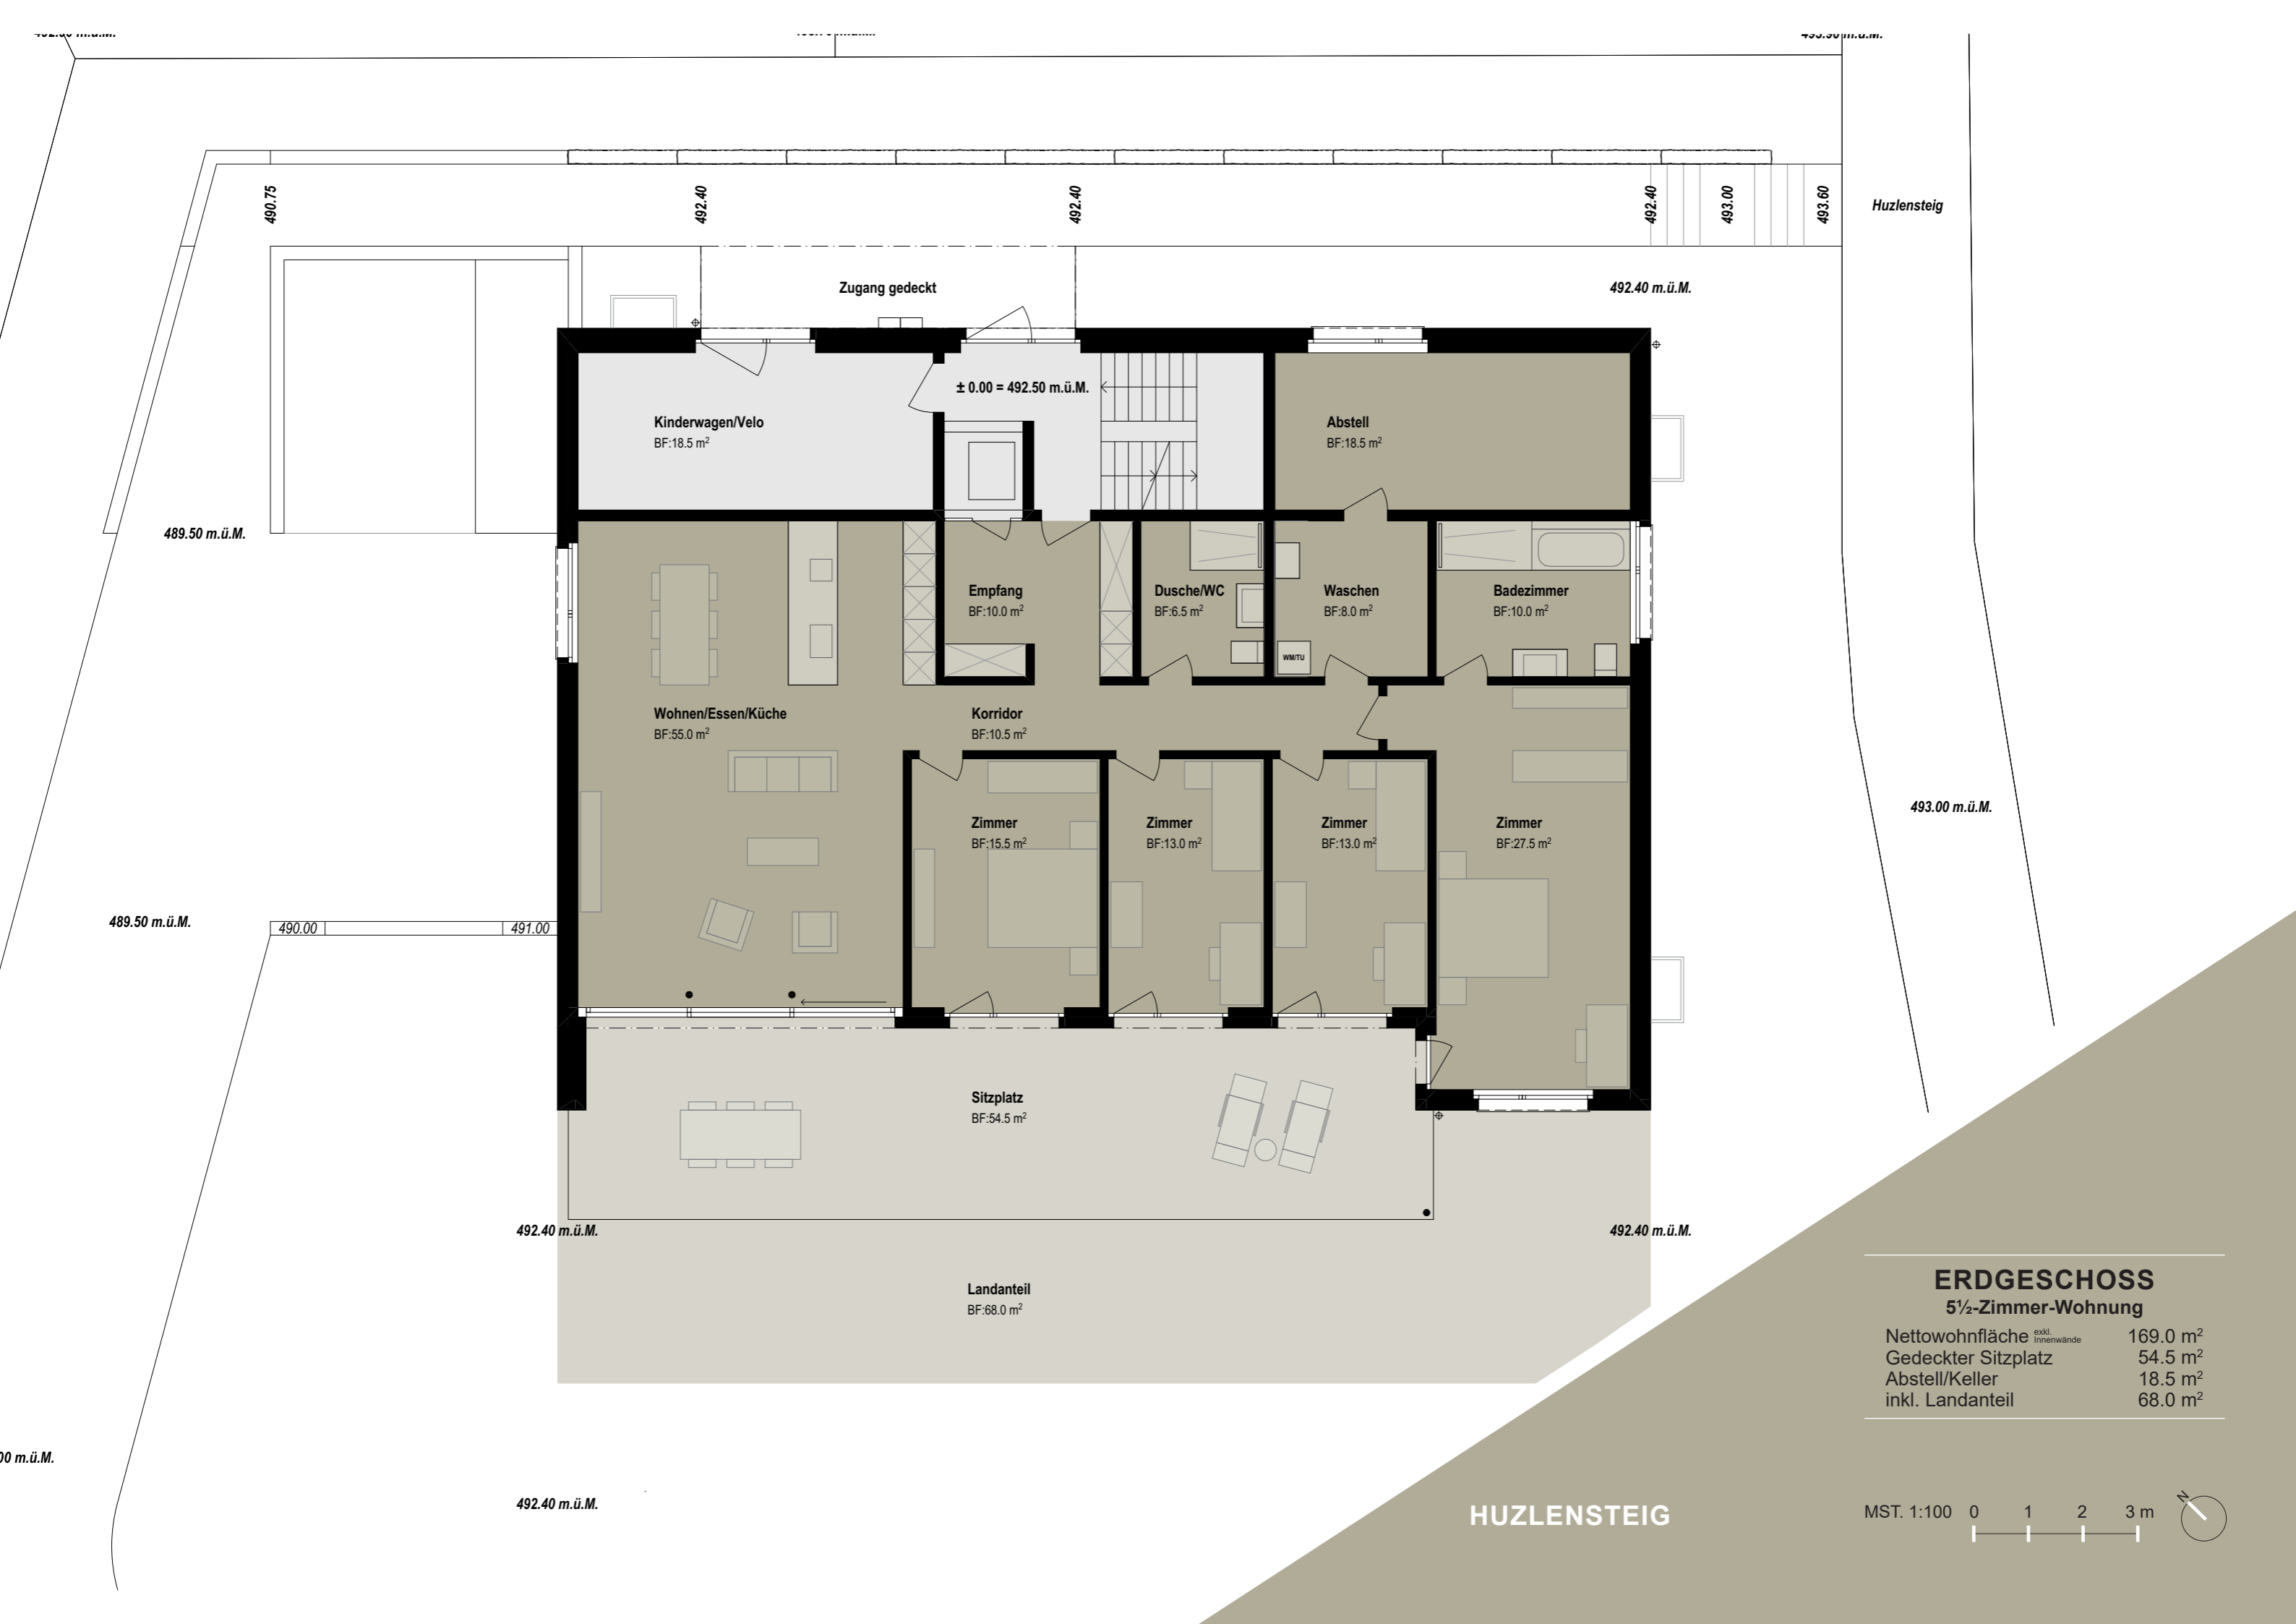 490.75
492.40
492.40
492.40
493.00
493.60
Huzlensteig
Zugang gedeckt
492.40 m.ü.M.
± 0.00 = 492.50 m.ü.M.
Kinderwagen/Velo
BF:18.5 m²
Abstell
BF:18.5 m²
489.50 m.ü.M.
Empfang
BF:10.0 m²
Dusche/WC
BF:6.5 m²
Waschen
BF:8.0 m²
Badezimmer
BF:10.0 m²
WM/TU
Wohnen/Essen/Küche
BF:55.0 m²
Korridor
BF:10.5 m²
Zimmer
BF:15.5 m²
Zimmer
BF:13.0 m²
Zimmer
BF:13.0 m²
Zimmer
BF:27.5 m²
493.00 m.ü.M.
489.50 m.ü.M.
490.00
491.00
Sitzplatz
BF:54.5 m²
492.40 m.ü.M.
492.40 m.ü.M.
Landanteil
BF:68.0 m²
00 m.ü.M.
492.40 m.ü.M.
ERDGESCHOSS
5½-Zimmer-Wohnung
Nettowohnfläche exkl. Innenwände 169.0 m²
Gedeckter Sitzplatz 54.5 m²
Abstell/Keller 18.5 m²
inkl. Landanteil 68.0 m²
HUZLENSTEIG
MST. 1:100 0 1 2 3 m
N